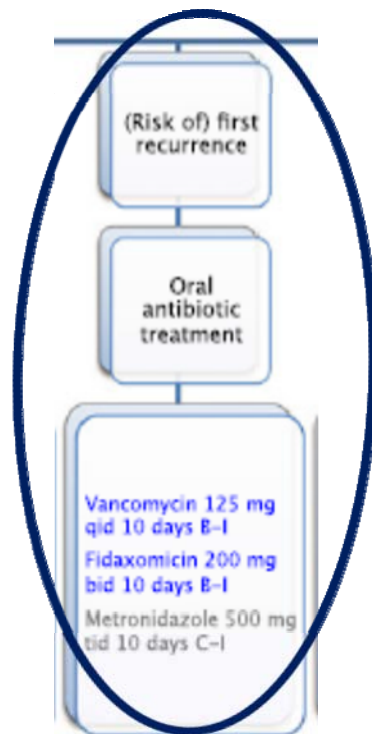 (Risk of) first
recurrence
Oral
antibiotic
treatment
Vancomycin 125 mg
qid 10 days B-I
Fidaxomicin 200 mg
bid 10 days B-I
Metronidazole 500 mg
tid 10 days C-I